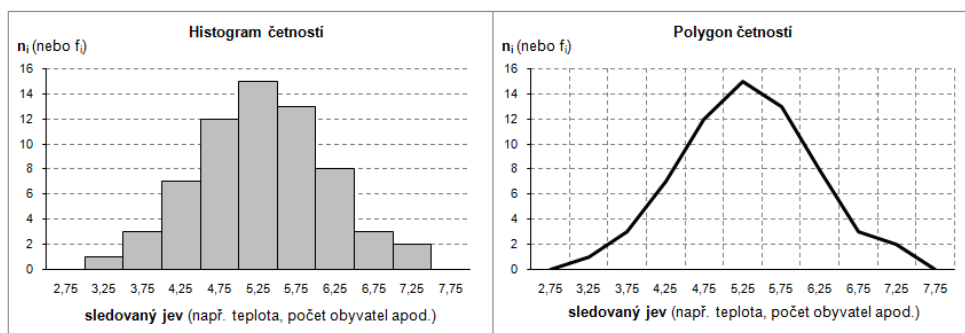 Histogram četností
n_i (nebo f_i)
16
14
12
10
8
6
4
2
0
2,75 3,25 3,75 4,25 4,75 5,25 5,75 6,25 6,75 7,25 7,75
sledovaný jev (např. teplota, počet obyvatel apod.)
Polygon četností
n_i (nebo f_i)
16
14
12
10
8
6
4
2
0
2,75 3,25 3,75 4,25 4,75 5,25 5,75 6,25 6,75 7,25 7,75
sledovaný jev (např. teplota, počet obyvatel apod.)